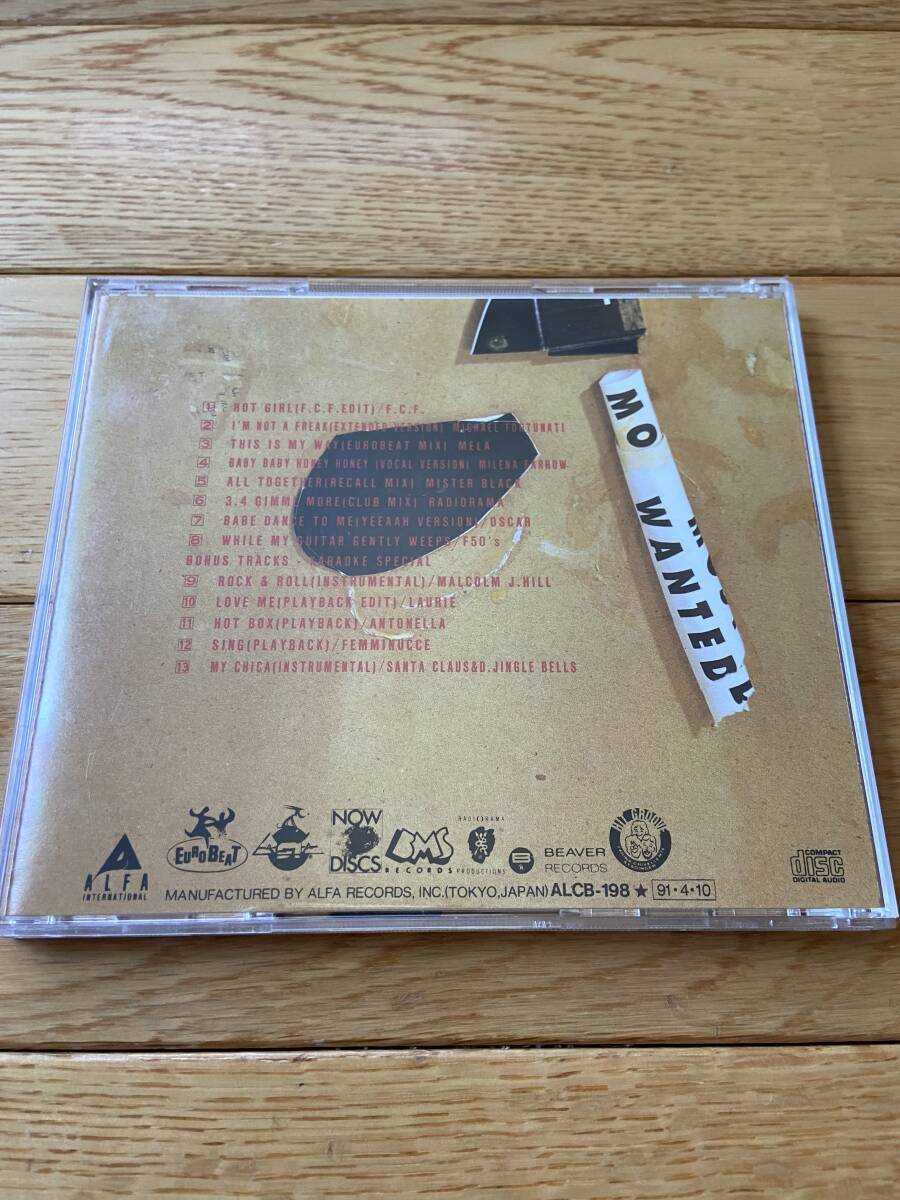 1 HOT GIRL(F.C.F.EDIT)/F.C.F.
2 I'M NOT A FREAK(EXTENDED VERSION) MICHAEL FORTUNATI
3 THIS IS MY WAY(EUROBEAT MIX) MELA
4 BABY BABY HONEY HONEY (VOCAL VERSION) MILENA FARROW
5 ALL TOGETHER(RECALL MIX) MISTER BLACK
6 3.4 GIMME MORE(CLUB MIX) RADIORAMA
7 BABE DANCE TO ME(YEEAAH VERSION)/OSCAR
8 WHILE MY GUITAR GENTLY WEEPS/F50's
BONUS TRACKS KARAOKE SPECIAL
9 ROCK & ROLL(INSTRUMENTAL)/MALCOLM J.HILL
10 LOVE ME(PLAYBACK EDIT)/LAURIE
11 HOT BOX(PLAYBACK)/ANTONELLA
12 SING(PLAYBACK)/FEMMINUCCE
13 MY CHICA(INSTRUMENTAL)/SANTA CLAUS&D.JINGLE BELLS
MO WANTED
ALFA
INTERNATIONAL
EUROBEAT
NOW
DISCS
BMS
RECORDS
RADIORAMA
PRODUCTIONS
B
BEAVER
RECORDS
HIT GROOVE
COMPACT
disc
DIGITAL AUDIO
MANUFACTURED BY ALFA RECORDS, INC.(TOKYO,JAPAN) ALCB-198 ★ 91・4・10